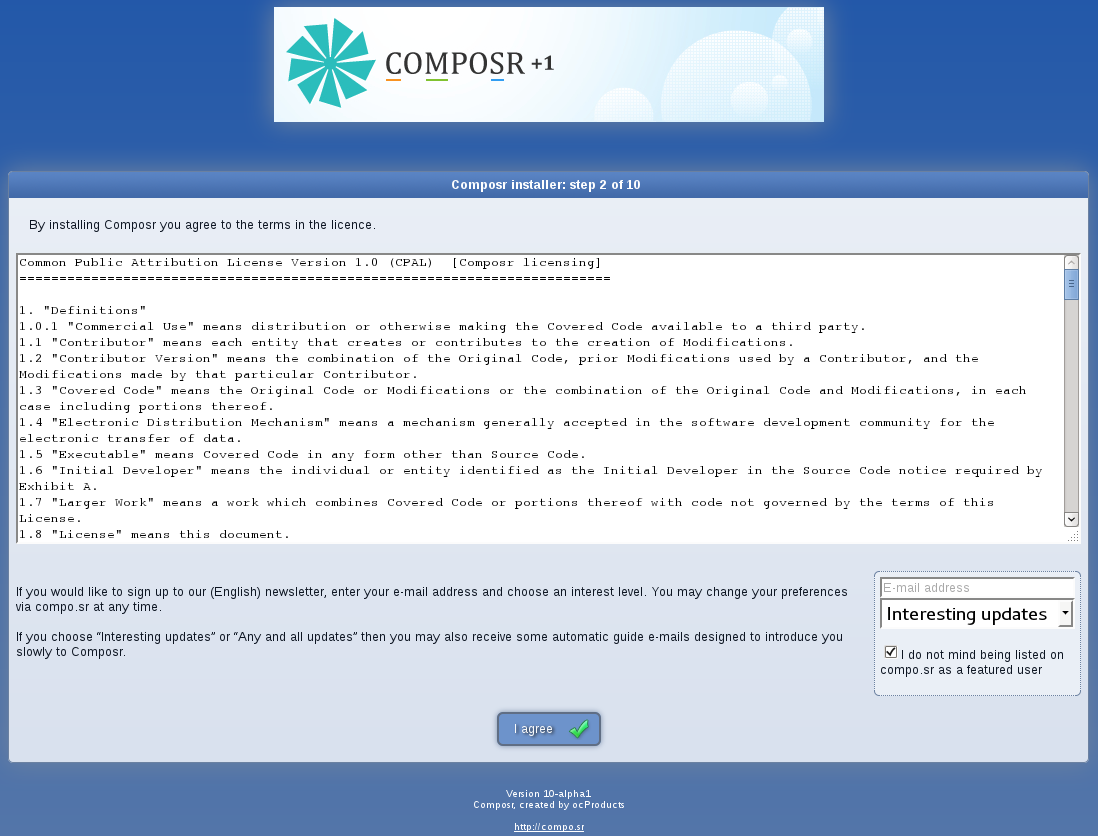 COMPOSR +1
Composr installer: step 2 of 10
By installing Composr you agree to the terms in the licence.
Common Public Attribution License Version 1.0 (CPAL)  [Composr licensing]
==========================================================================
1. "Definitions"
1.0.1 "Commercial Use" means distribution or otherwise making the Covered Code available to a third party.
1.1 "Contributor" means each entity that creates or contributes to the creation of Modifications.
1.2 "Contributor Version" means the combination of the Original Code, prior Modifications used by a Contributor, and the
Modifications made by that particular Contributor.
1.3 "Covered Code" means the Original Code or Modifications or the combination of the Original Code and Modifications, in each
case including portions thereof.
1.4 "Electronic Distribution Mechanism" means a mechanism generally accepted in the software development community for the
electronic transfer of data.
1.5 "Executable" means Covered Code in any form other than Source Code.
1.6 "Initial Developer" means the individual or entity identified as the Initial Developer in the Source Code notice required by
Exhibit A.
1.7 "Larger Work" means a work which combines Covered Code or portions thereof with code not governed by the terms of this
License.
1.8 "License" means this document.
If you would like to sign up to our (English) newsletter, enter your e-mail address and choose an interest level. You may change your preferences
via compo.sr at any time.
If you choose “Interesting updates” or “Any and all updates” then you may also receive some automatic guide e-mails designed to introduce you
slowly to Composr.
E-mail address
Interesting updates
I do not mind being listed on
compo.sr as a featured user
I agree
Version 10-alpha1
Composr, created by ocProducts
http://compo.sr